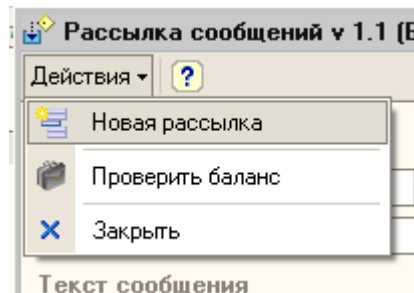 Рассылка сообщений v 1.1 (
Действия ?
Новая рассылка
Проверить баланс
Закрыть
Текст сообщения